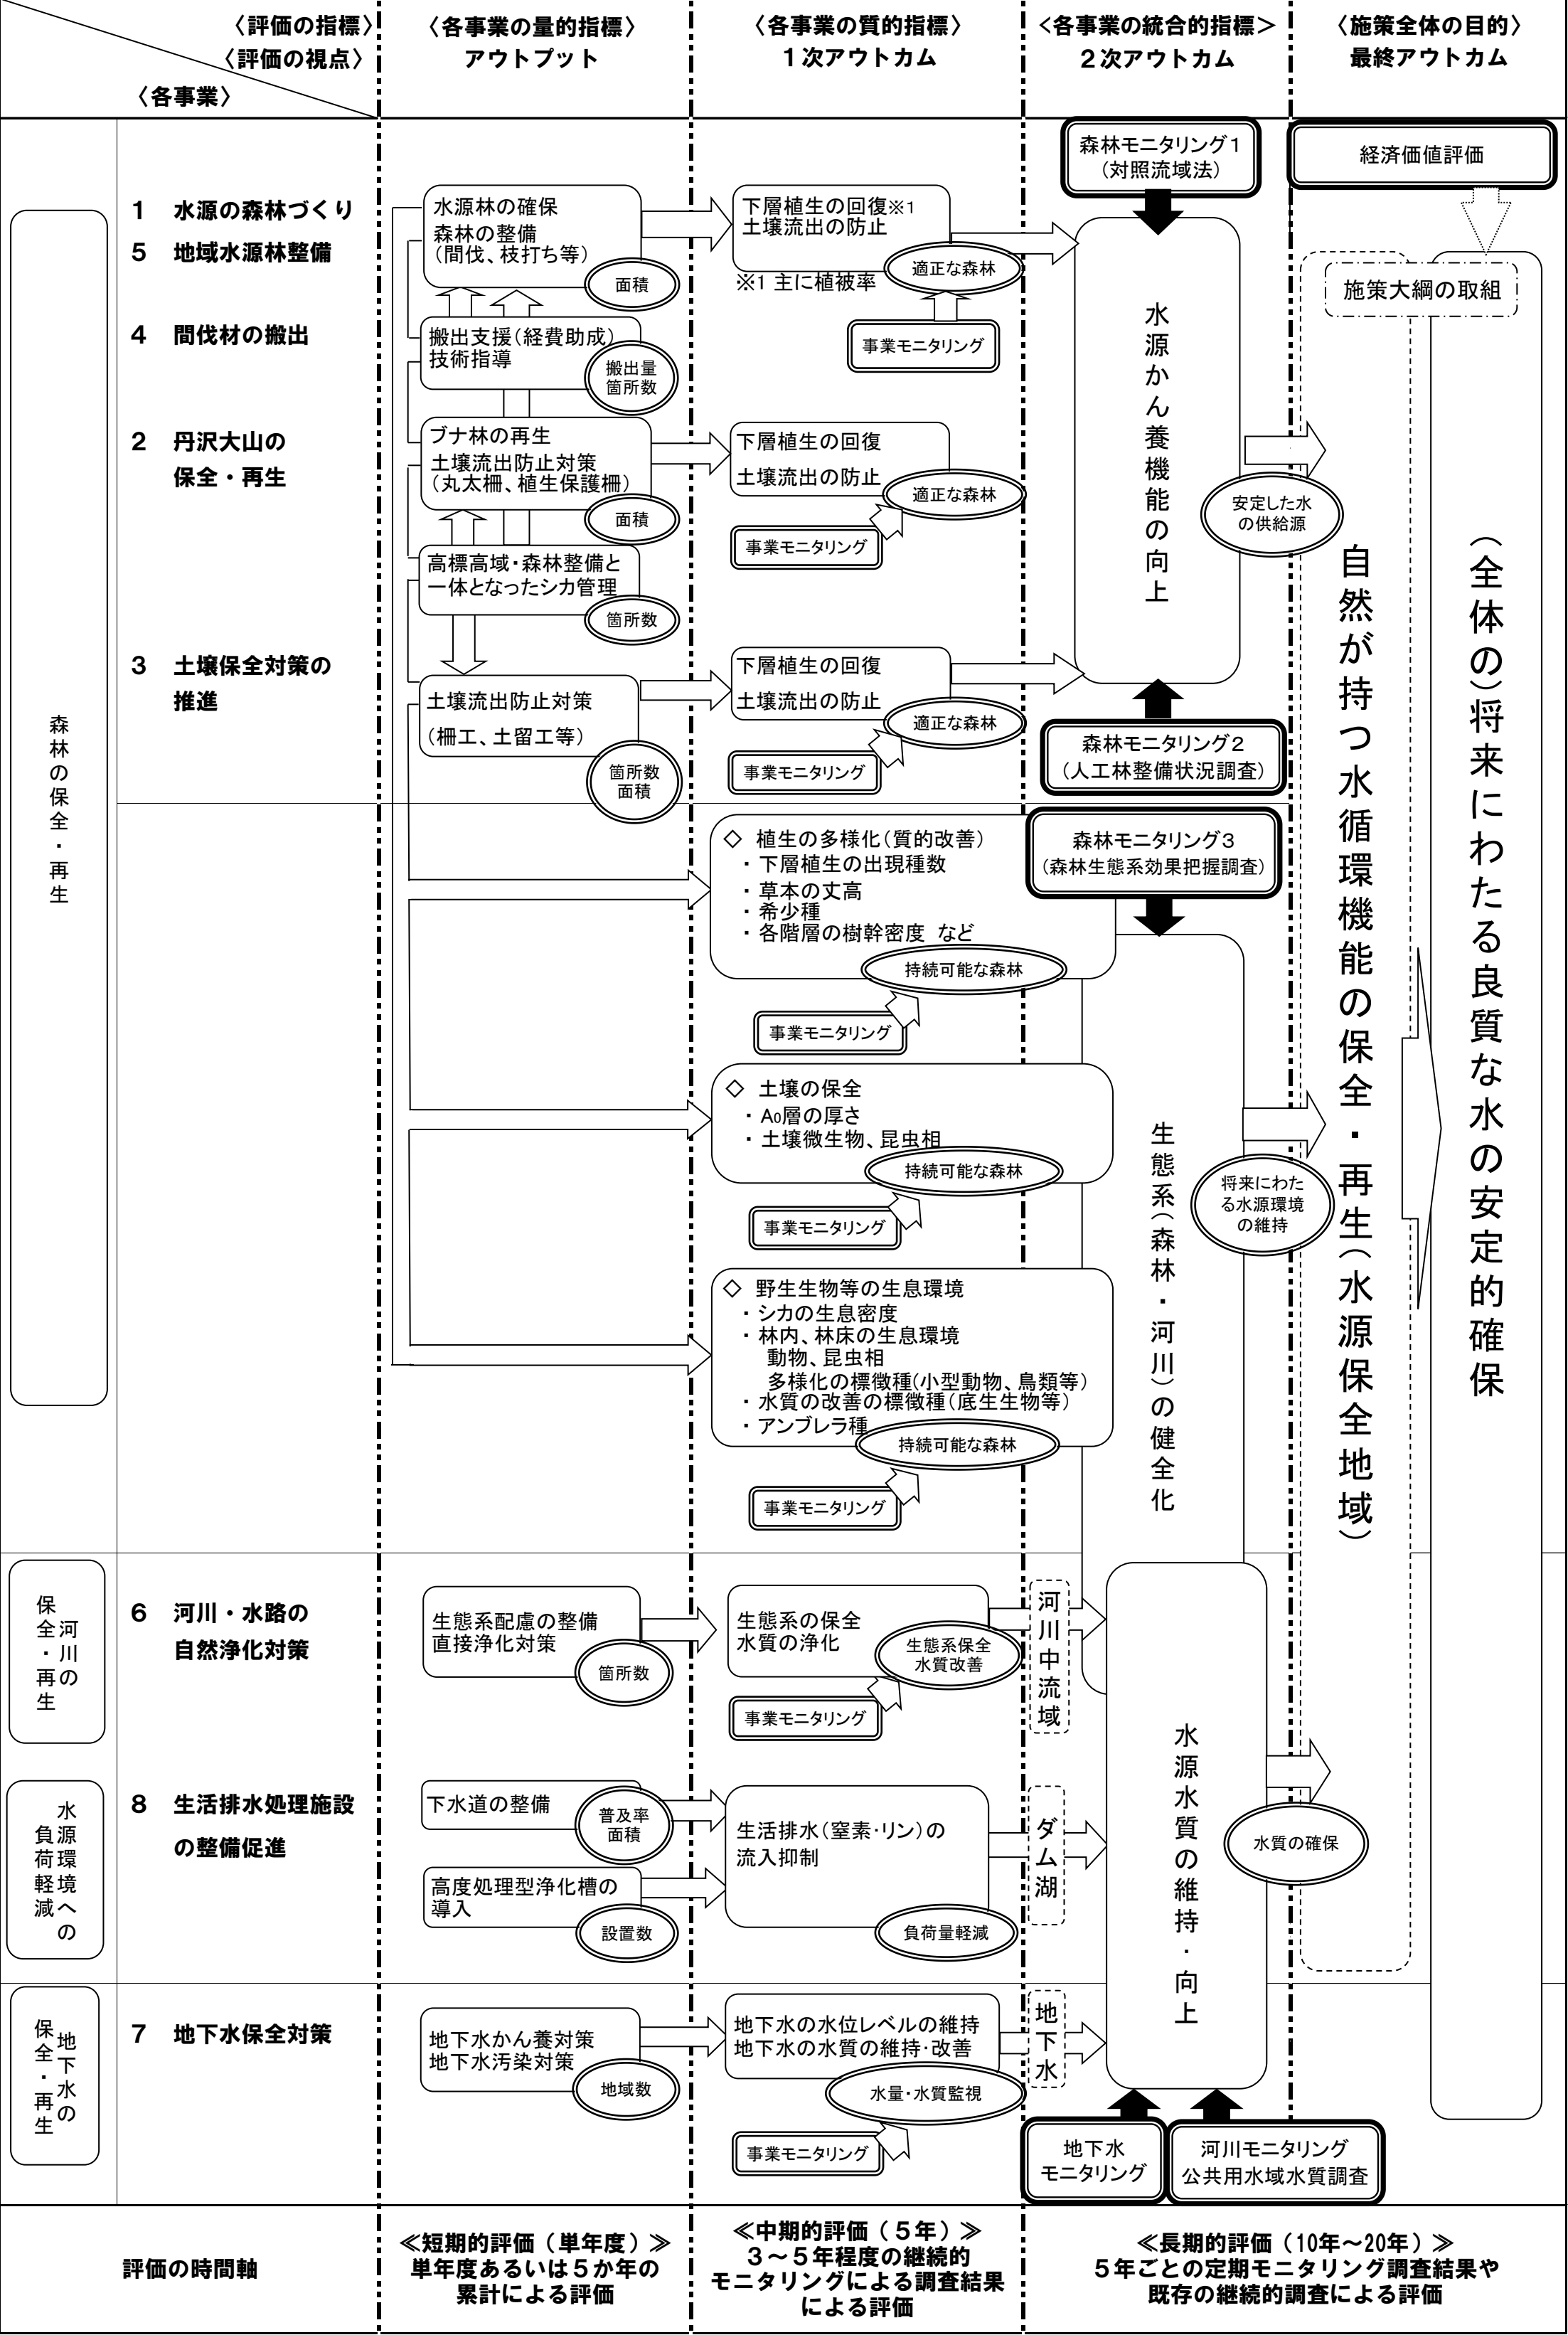 〈評価の指標〉
〈評価の視点〉
〈各事業〉
〈各事業の量的指標〉
アウトプット
〈各事業の質的指標〉
１次アウトカム
＜各事業の統合的指標＞
２次アウトカム
〈施策全体の目的〉
最終アウトカム
森林の保全・再生
1 水源の森林づくり
5 地域水源林整備
4 間伐材の搬出
2 丹沢大山の
保全・再生
3 土壌保全対策の
推進
水源林の確保
森林の整備
（間伐、枝打ち等）
面積
搬出支援（経費助成）
技術指導
搬出量
箇所数
ブナ林の再生
土壌流出防止対策
（丸太柵、植生保護柵）
面積
高標高域・森林整備と
一体となったシカ管理
箇所数
土壌流出防止対策
（柵工、土留工等）
箇所数
面積
下層植生の回復※1
土壌流出の防止
適正な森林
※1 主に植被率
事業モニタリング
下層植生の回復
土壌流出の防止
適正な森林
事業モニタリング
下層植生の回復
土壌流出の防止
適正な森林
事業モニタリング
◇ 植生の多様化（質的改善）
・下層植生の出現種数
・草本の丈高
・希少種
・各階層の樹幹密度 など
持続可能な森林
事業モニタリング
◇ 土壌の保全
・A0層の厚さ
・土壌微生物、昆虫相
持続可能な森林
事業モニタリング
◇ 野生生物等の生息環境
・シカの生息密度
・林内、林床の生息環境
動物、昆虫相
多様化の標徴種（小型動物、鳥類等）
・水質の改善の標徴種（底生生物等）
・アンブレラ種
持続可能な森林
事業モニタリング
森林モニタリング１
（対照流域法）
水源かん養機能の向上
安定した水
の供給源
森林モニタリング２
（人工林整備状況調査）
森林モニタリング３
（森林生態系効果把握調査）
生態系（森林・河川）の健全化
将来にわた
る水源環境
の維持
経済価値評価
施策大綱の取組
自然が持つ水循環機能の保全・再生（水源保全地域）
（全体の）将来にわたる良質な水の安定的確保
河川の
保全・再生
6 河川・水路の
自然浄化対策
生態系配慮の整備
直接浄化対策
箇所数
生態系の保全
水質の浄化
生態系保全
水質改善
事業モニタリング
河川中流域
水源環境への
負荷軽減
8 生活排水処理施設
の整備促進
下水道の整備
普及率
面積
高度処理型浄化槽の
導入
設置数
生活排水（窒素・リン）の
流入抑制
負荷量軽減
ダム湖
水源水質の維持・向上
水質の確保
地下水の
保全・再生
7 地下水保全対策
地下水かん養対策
地下水汚染対策
地域数
地下水の水位レベルの維持
地下水の水質の維持・改善
水量・水質監視
事業モニタリング
地下水
地下水
モニタリング
河川モニタリング
公共用水域水質調査
評価の時間軸
≪短期的評価（単年度）≫
単年度あるいは５か年の
累計による評価
≪中期的評価（５年）≫
３～５年程度の継続的
モニタリングによる調査結果
による評価
≪長期的評価（10年～20年）≫
５年ごとの定期モニタリング調査結果や
既存の継続的調査による評価